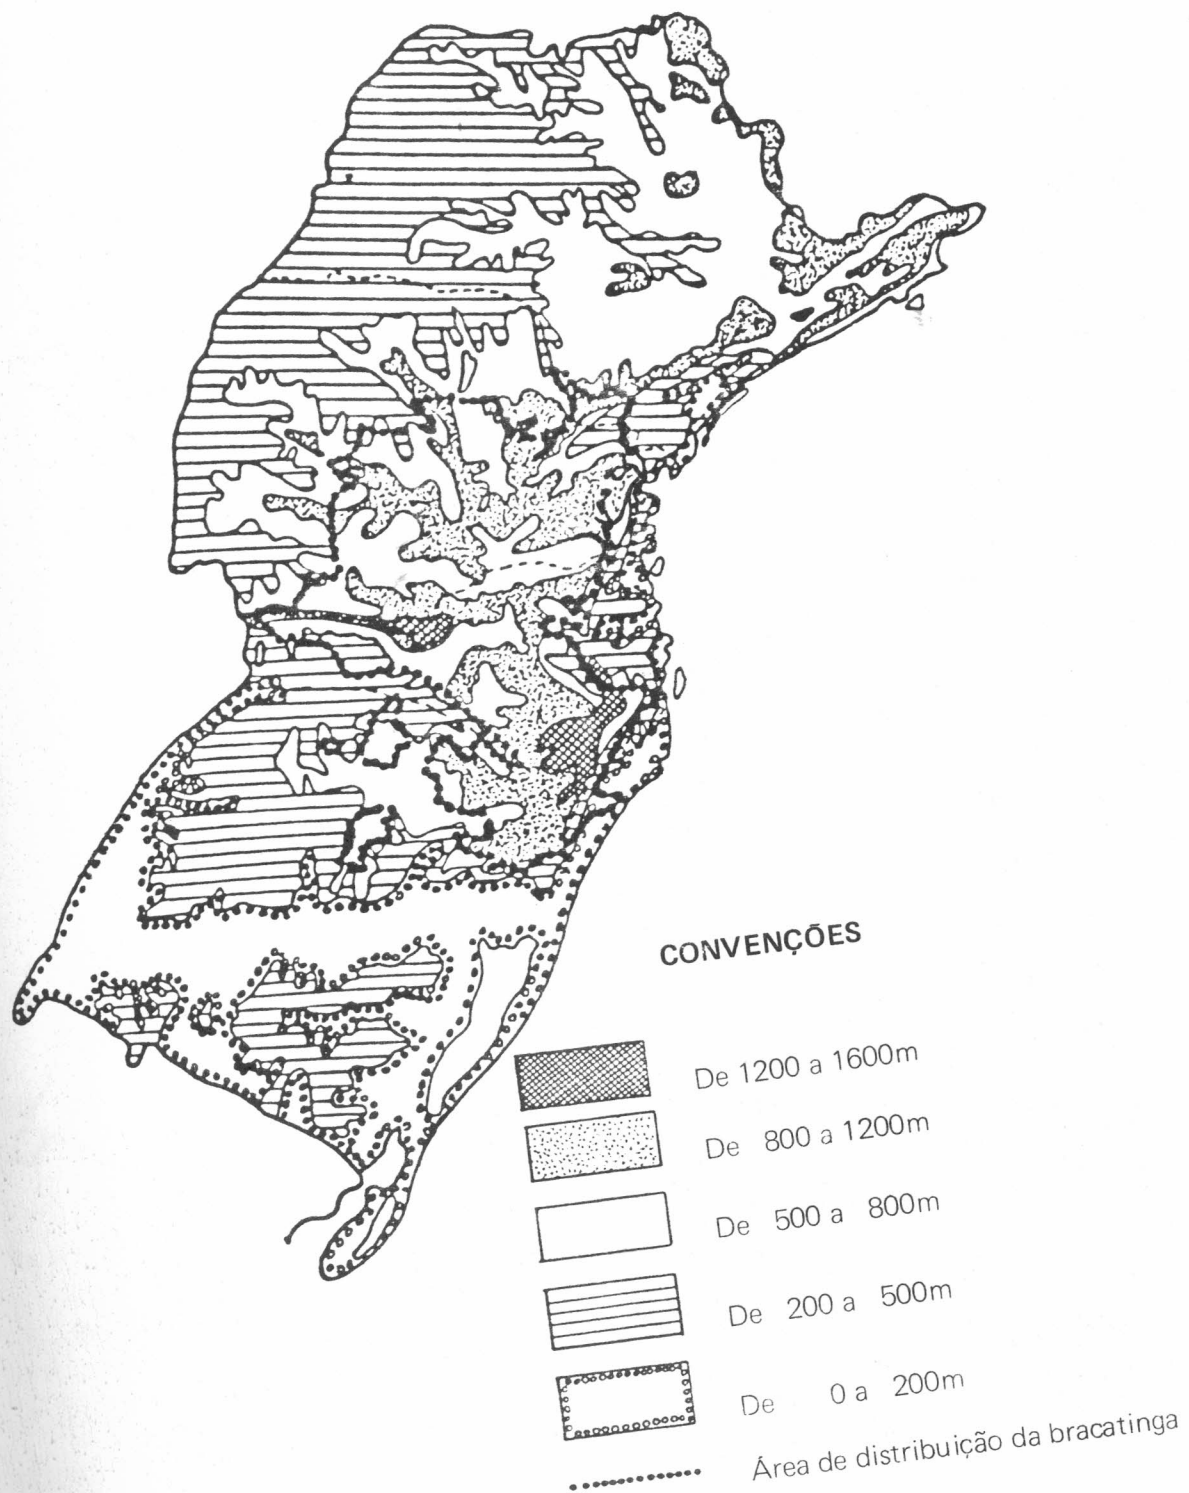 CONVENÇÕES
De 1200 a 1600m
De 800 a 1200m
De 500 a 800m
De 200 a 500m
De 0 a 200m
Área de distribuição da bracatinga